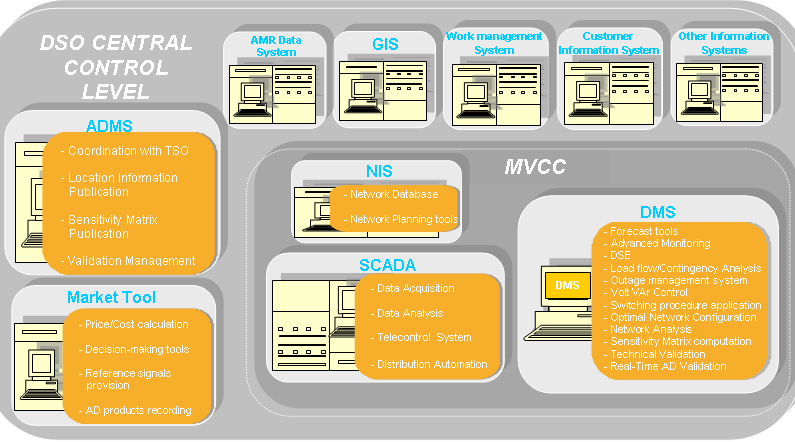 DSO CENTRAL
CONTROL
LEVEL
AMR Data
System
GIS
Work management
System
Customer
Information System
Other Information
Systems
ADMS
- Coordination with TSO
- Location Information
Publication
- Sensitivity Matrix
Publication
- Validation Management
Market Tool
- Price/Cost calculation
- Decision-making tools
- Reference signals
provision
- AD products recording
MVCC
NIS
- Network Database
- Network Planning tools
SCADA
- Data Acquisition
- Data Analysis
- Telecontrol System
- Distribution Automation
DMS
DMS
- Forecast tools
- Advanced Monitoring
- DSE
- Load flow/Contingency Analysis
- Outage management system
- Volt VAr Control
- Switching procedure application
- Optimal Network Configuration
- Network Analysis
- Sensitivity Matrix computation
- Technical Validation
- Real-Time AD Validation